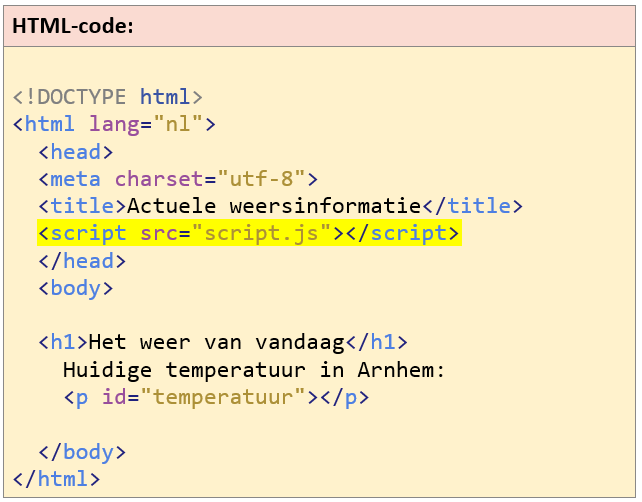 HTML-code:
<!DOCTYPE html>
<html lang="nl">
<head>
<meta charset="utf-8">
<title>Actuele weersinformatie</title>
<script src="script.js"></script>
</head>
<body>
<h1>Het weer van vandaag</h1>
Huidige temperatuur in Arnhem:
<p id="temperatuur"></p>
</body>
</html>